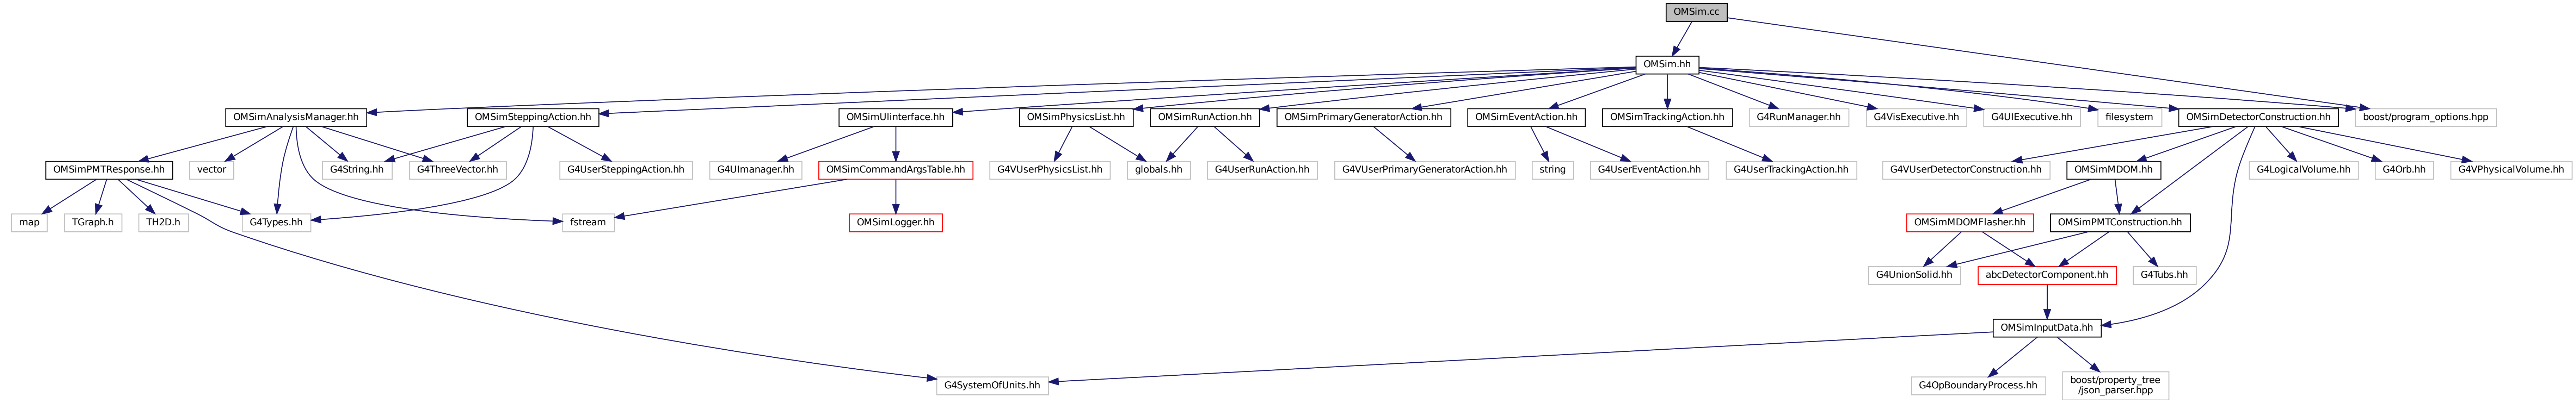 OMSim.cc
OMSim.hh
OMSimAnalysisManager.hh
OMSimSteppingAction.hh
OMSimUIinterface.hh
OMSimPhysicsList.hh
OMSimRunAction.hh
OMSimPrimaryGeneratorAction.hh
OMSimEventAction.hh
OMSimTrackingAction.hh
G4RunManager.hh
G4VisExecutive.hh
G4UIExecutive.hh
filesystem
OMSimDetectorConstruction.hh
boost/program_options.hpp
OMSimPMTResponse.hh
vector
G4String.hh
G4ThreeVector.hh
G4UserSteppingAction.hh
G4UImanager.hh
OMSimCommandArgsTable.hh
G4VUserPhysicsList.hh
globals.hh
G4UserRunAction.hh
G4VUserPrimaryGeneratorAction.hh
string
G4UserEventAction.hh
G4UserTrackingAction.hh
G4VUserDetectorConstruction.hh
OMSimMDOM.hh
G4LogicalVolume.hh
G4Orb.hh
G4VPhysicalVolume.hh
map
TGraph.h
TH2D.h
G4Types.hh
fstream
OMSimLogger.hh
OMSimMDOMFlasher.hh
OMSimPMTConstruction.hh
G4UnionSolid.hh
abcDetectorComponent.hh
G4Tubs.hh
OMSimInputData.hh
G4SystemOfUnits.hh
G4OpBoundaryProcess.hh
boost/property_tree
/json_parser.hpp